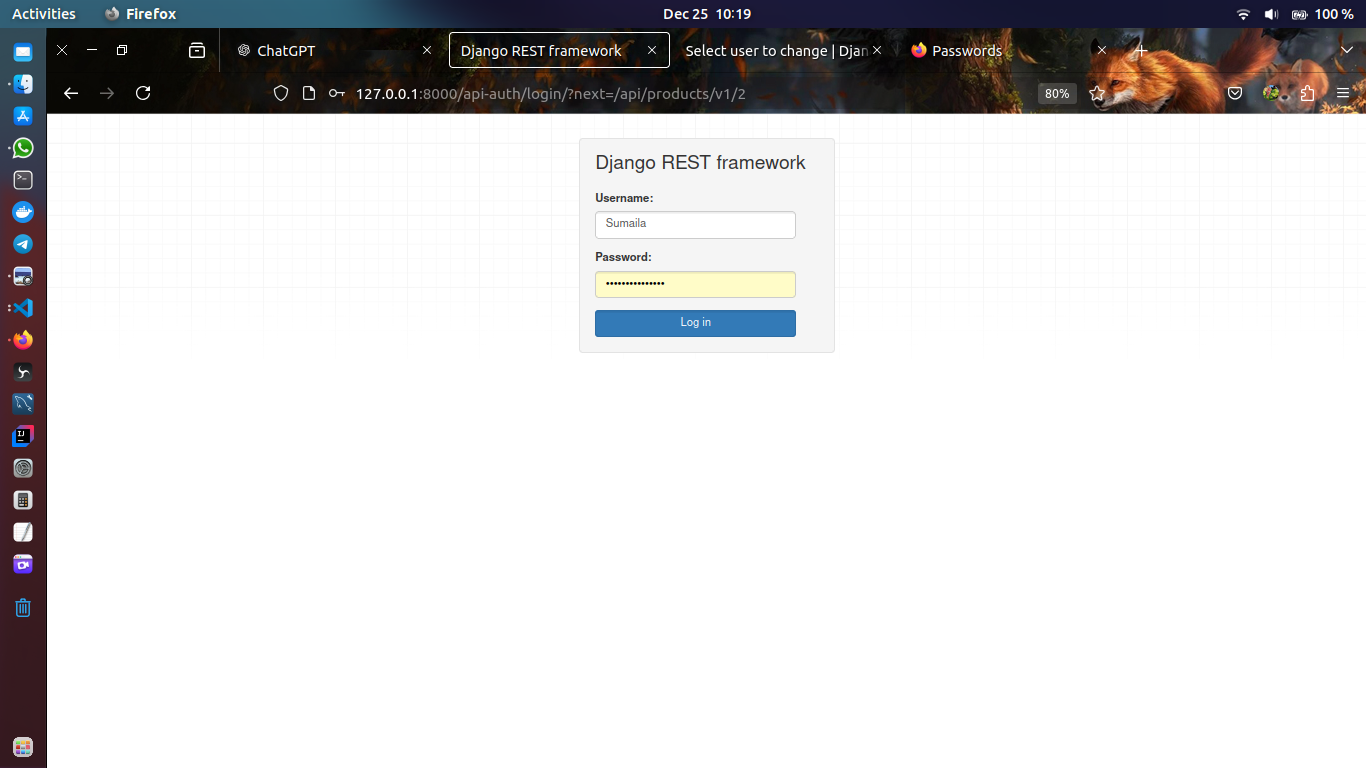 Activities Firefox Dec 25 10:19 100 %
ChatGPT Django REST framework Select user to change | Djan Passwords
127.0.0.1:8000/api-auth/login/?next=/api/products/v1/2 80%
Django REST framework
Username:
Sumaila
Password:
•••••••••••••••
Log in